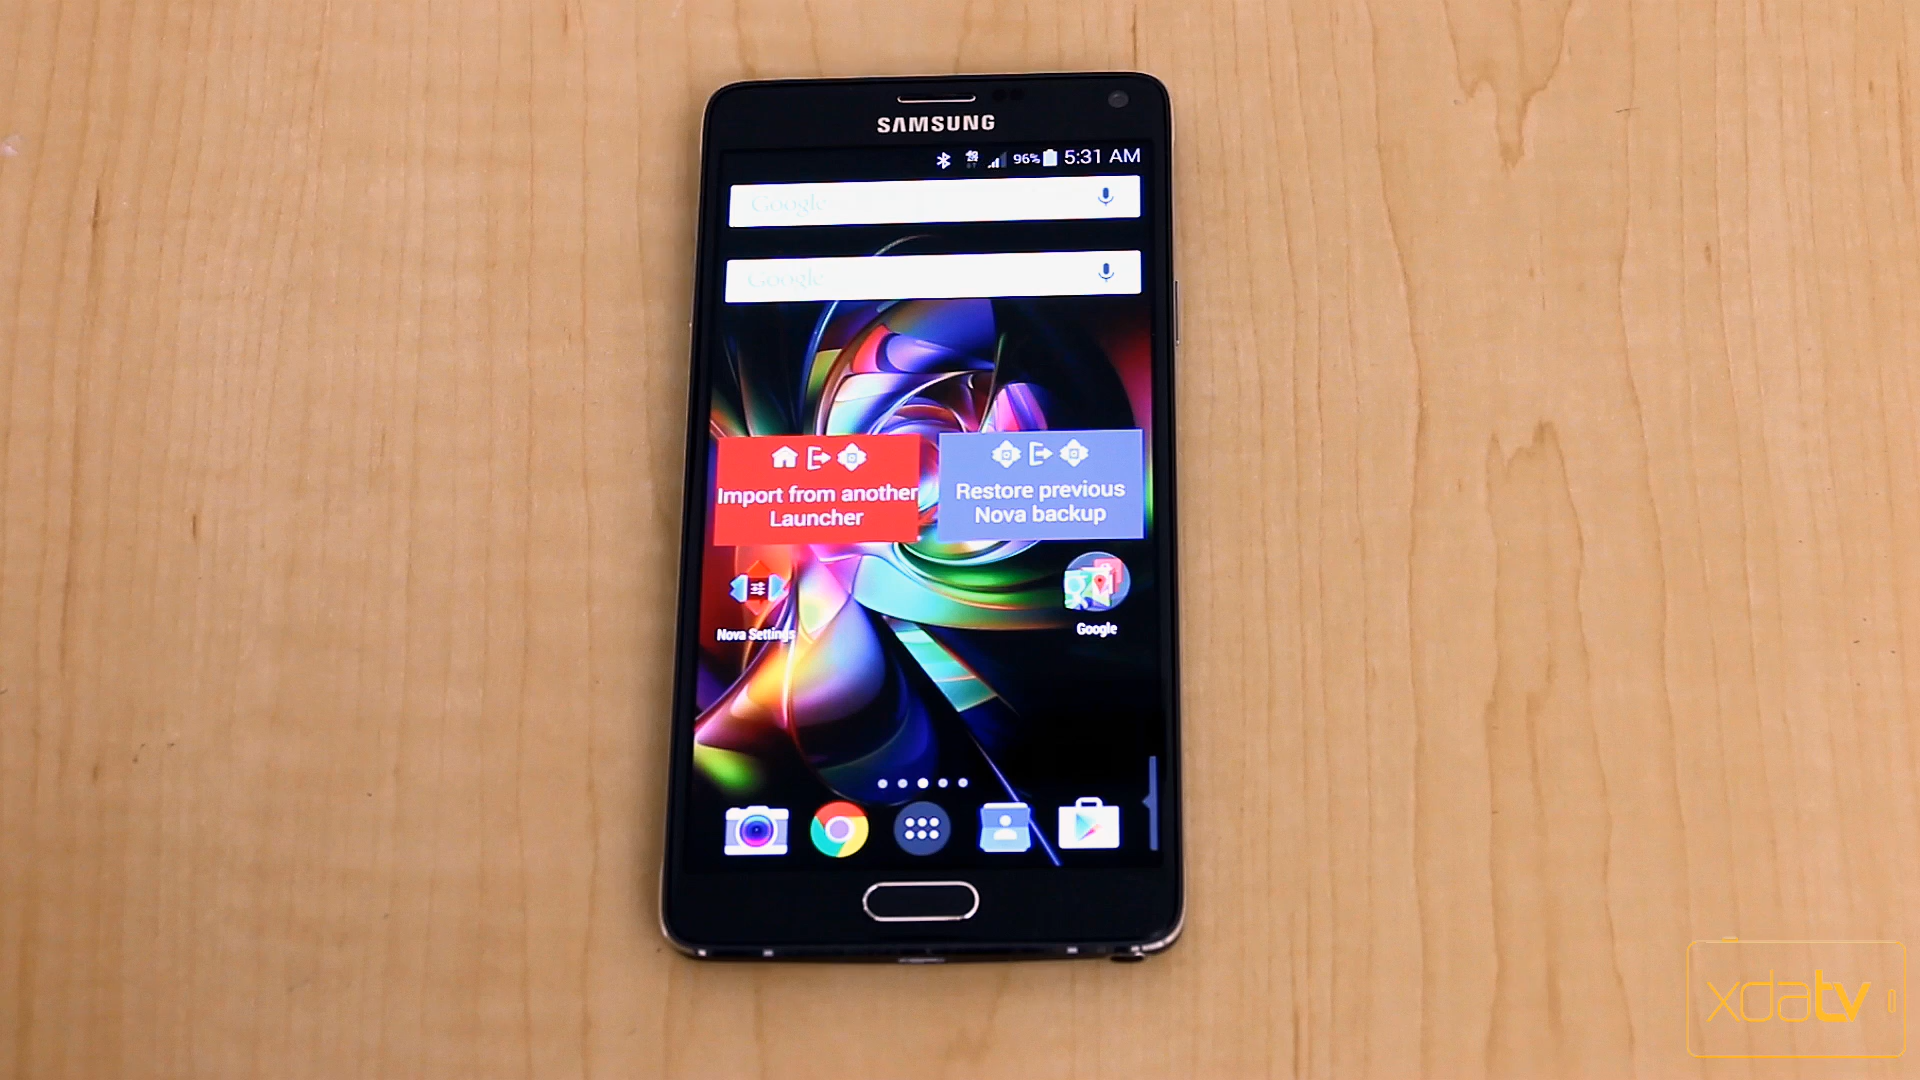 SAMSUNG
96% 5:31 AM
Google
Google
Import from another
Launcher
Restore previous
Nova backup
Nova Settings
Google
xdatv